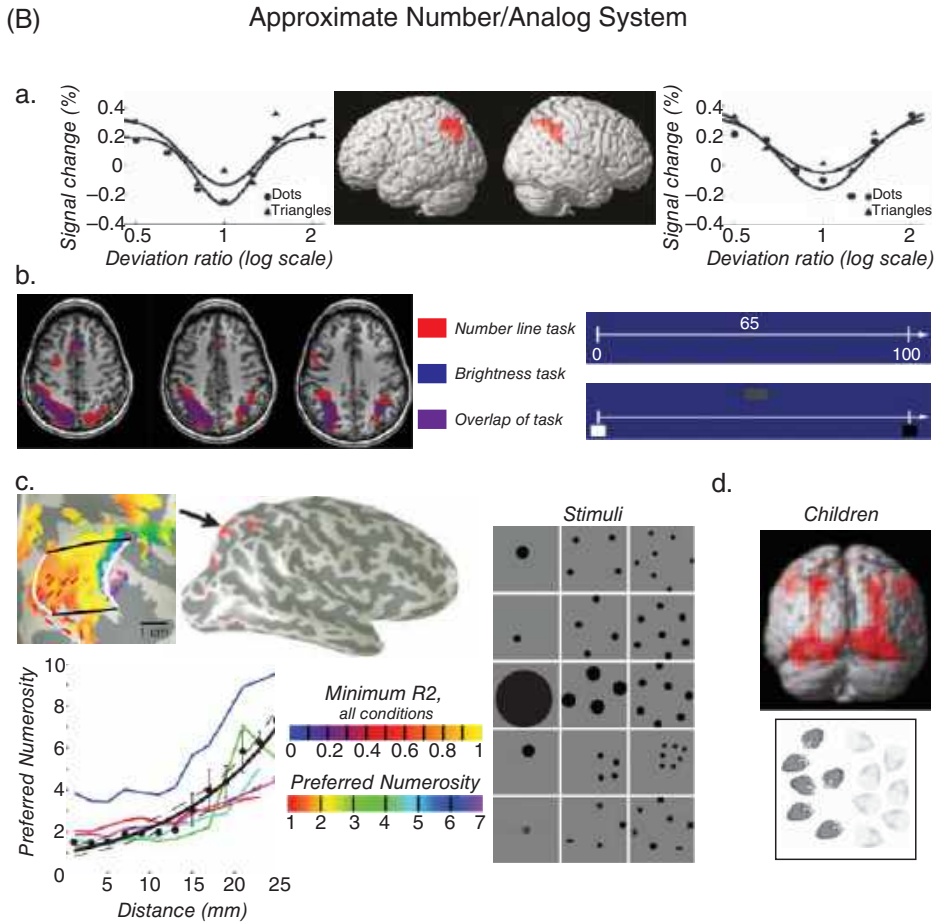 (B) Approximate Number/Analog System
a.
Signal change (%)
0.4
0.2
0
−0.2
−0.4
Dots
Triangles
0.5 1 2
Deviation ratio (log scale)
Signal change (%)
0.4
0.2
0
−0.2
−0.4
Dots
Triangles
0.5 1 2
Deviation ratio (log scale)
b.
Number line task
Brightness task
Overlap of task
65
0 100
c.
1 cm
Stimuli
d.
Children
Preferred Numerosity
10
8
6
4
2
0
5 10 15 20 25
Distance (mm)
Minimum R2,
all conditions
0 0.2 0.4 0.5 0.6 0.8 1
Preferred Numerosity
1 2 3 4 5 6 7